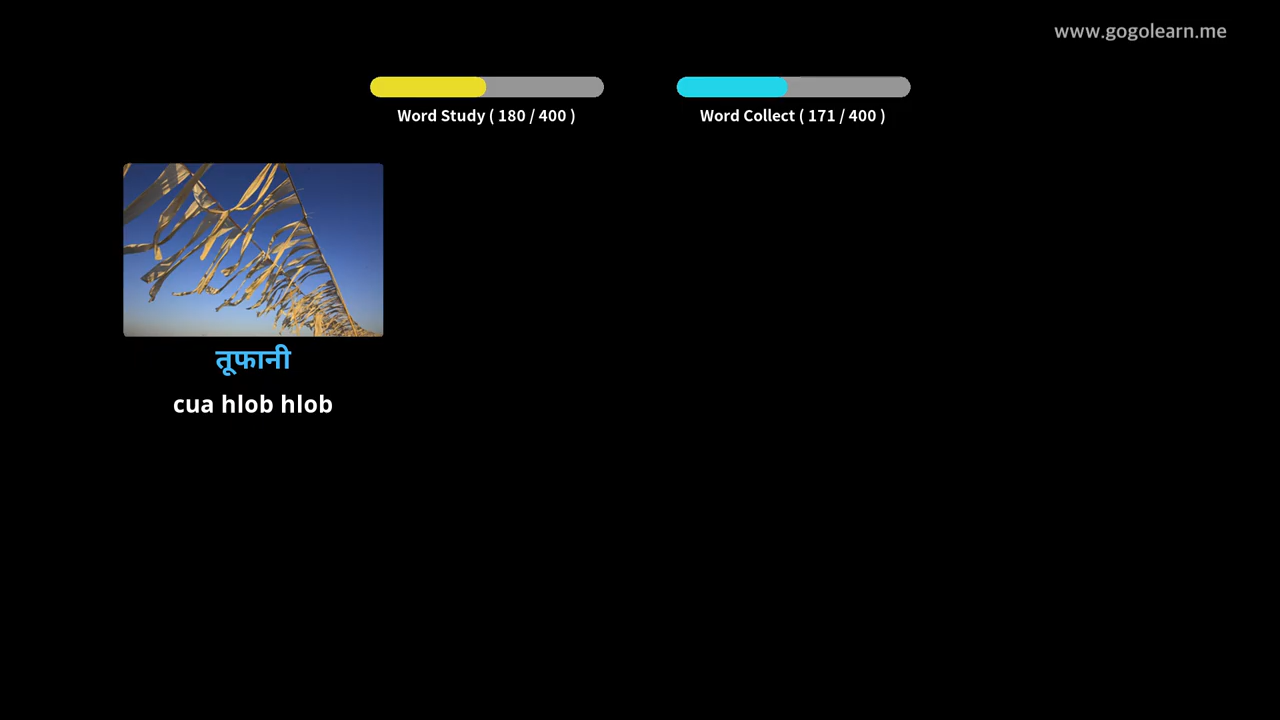 www.gogolearn.me
Word Study ( 180 / 400 )
Word Collect ( 171 / 400 )
तूफानी
cua hlob hlob